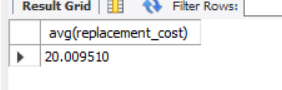 Result Grid Filter Rows:
avg(replacement_cost)
20.009510